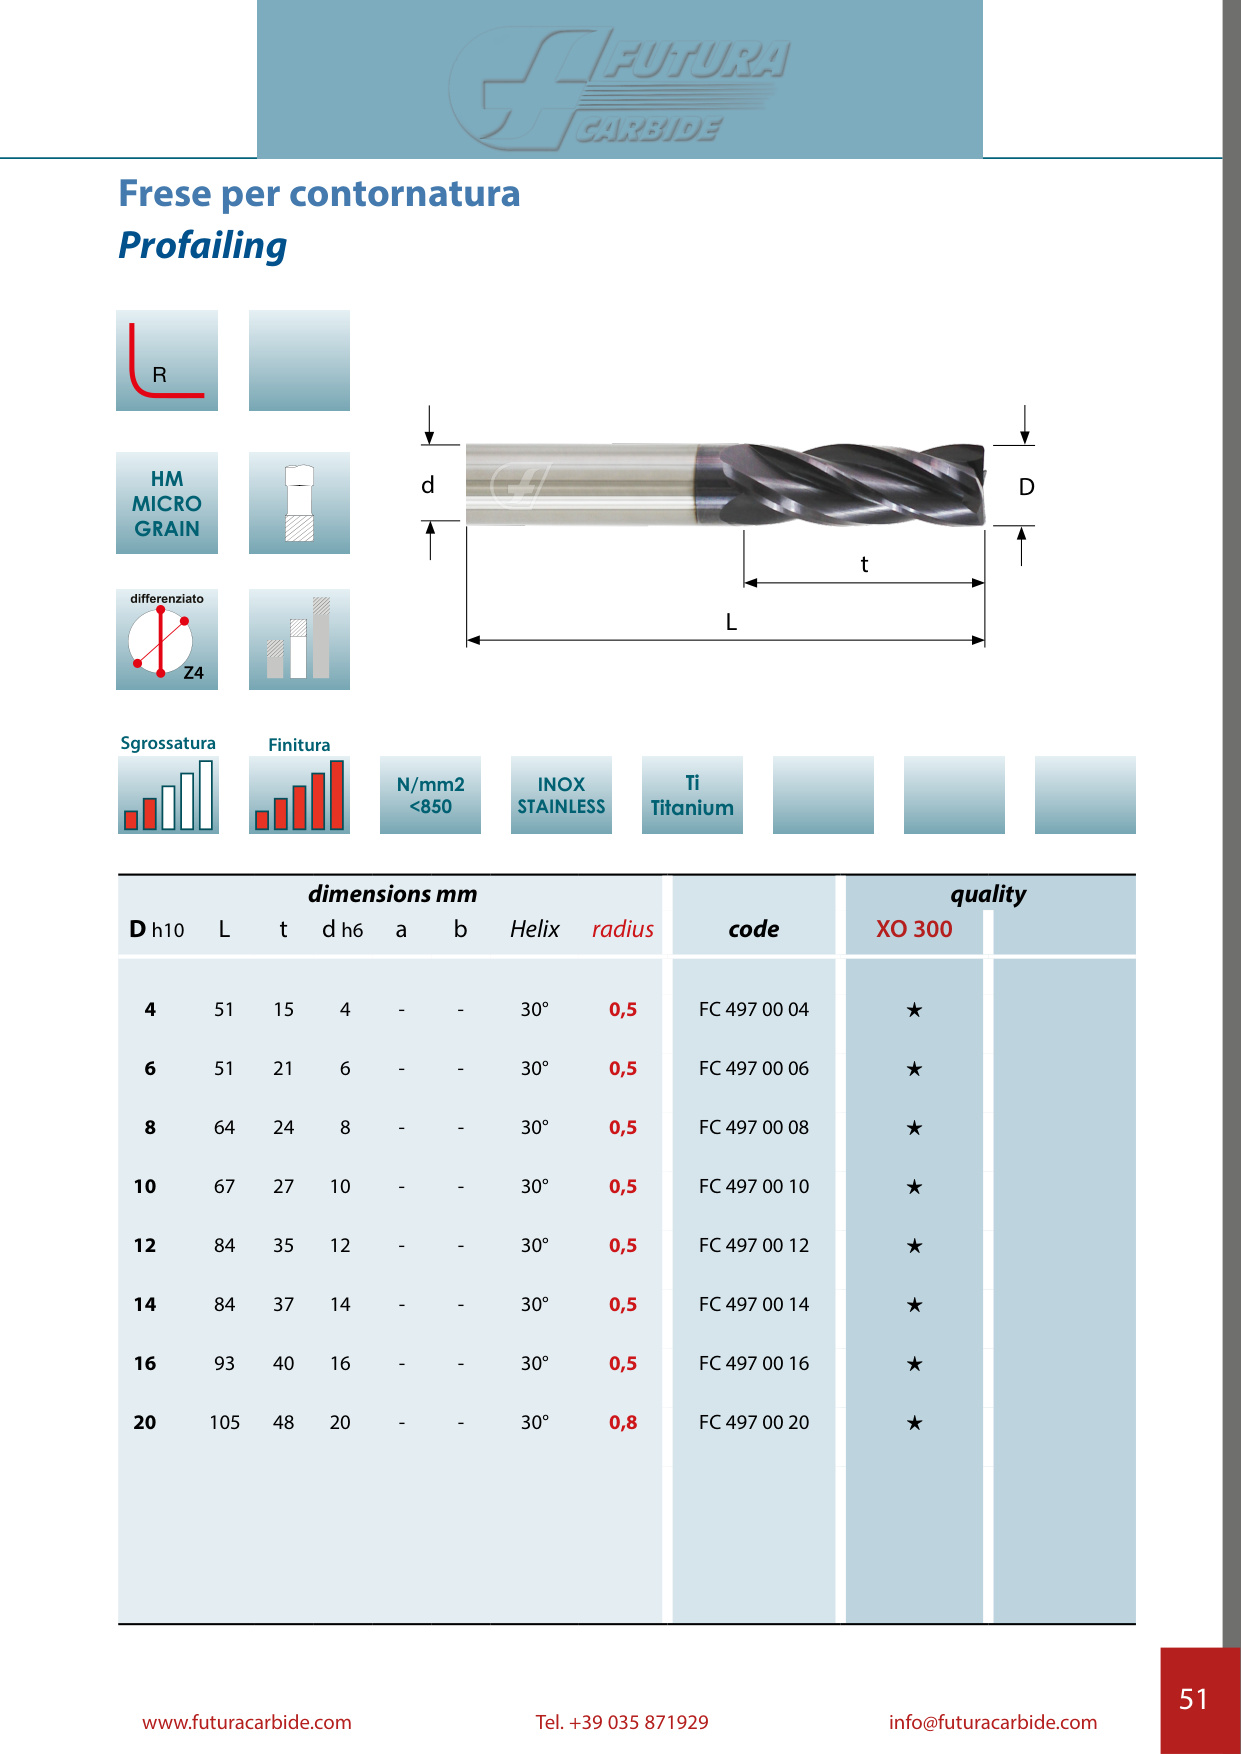 FUTURA
CARBIDE
Frese per contornatura
Profailing
R
HM
MICRO
GRAIN
d
D
t
L
differenziato
Z4
Sgrossatura
Finitura
N/mm2
<850
INOX
STAINLESS
Ti
Titanium
dimensions mm quality
D h10 L t d h6 a b Helix radius code XO 300
4 51 15 4 - - 30° 0,5 FC 497 00 04 ★
6 51 21 6 - - 30° 0,5 FC 497 00 06 ★
8 64 24 8 - - 30° 0,5 FC 497 00 08 ★
10 67 27 10 - - 30° 0,5 FC 497 00 10 ★
12 84 35 12 - - 30° 0,5 FC 497 00 12 ★
14 84 37 14 - - 30° 0,5 FC 497 00 14 ★
16 93 40 16 - - 30° 0,5 FC 497 00 16 ★
20 105 48 20 - - 30° 0,8 FC 497 00 20 ★
51
www.futuracarbide.com Tel. +39 035 871929 info@futuracarbide.com